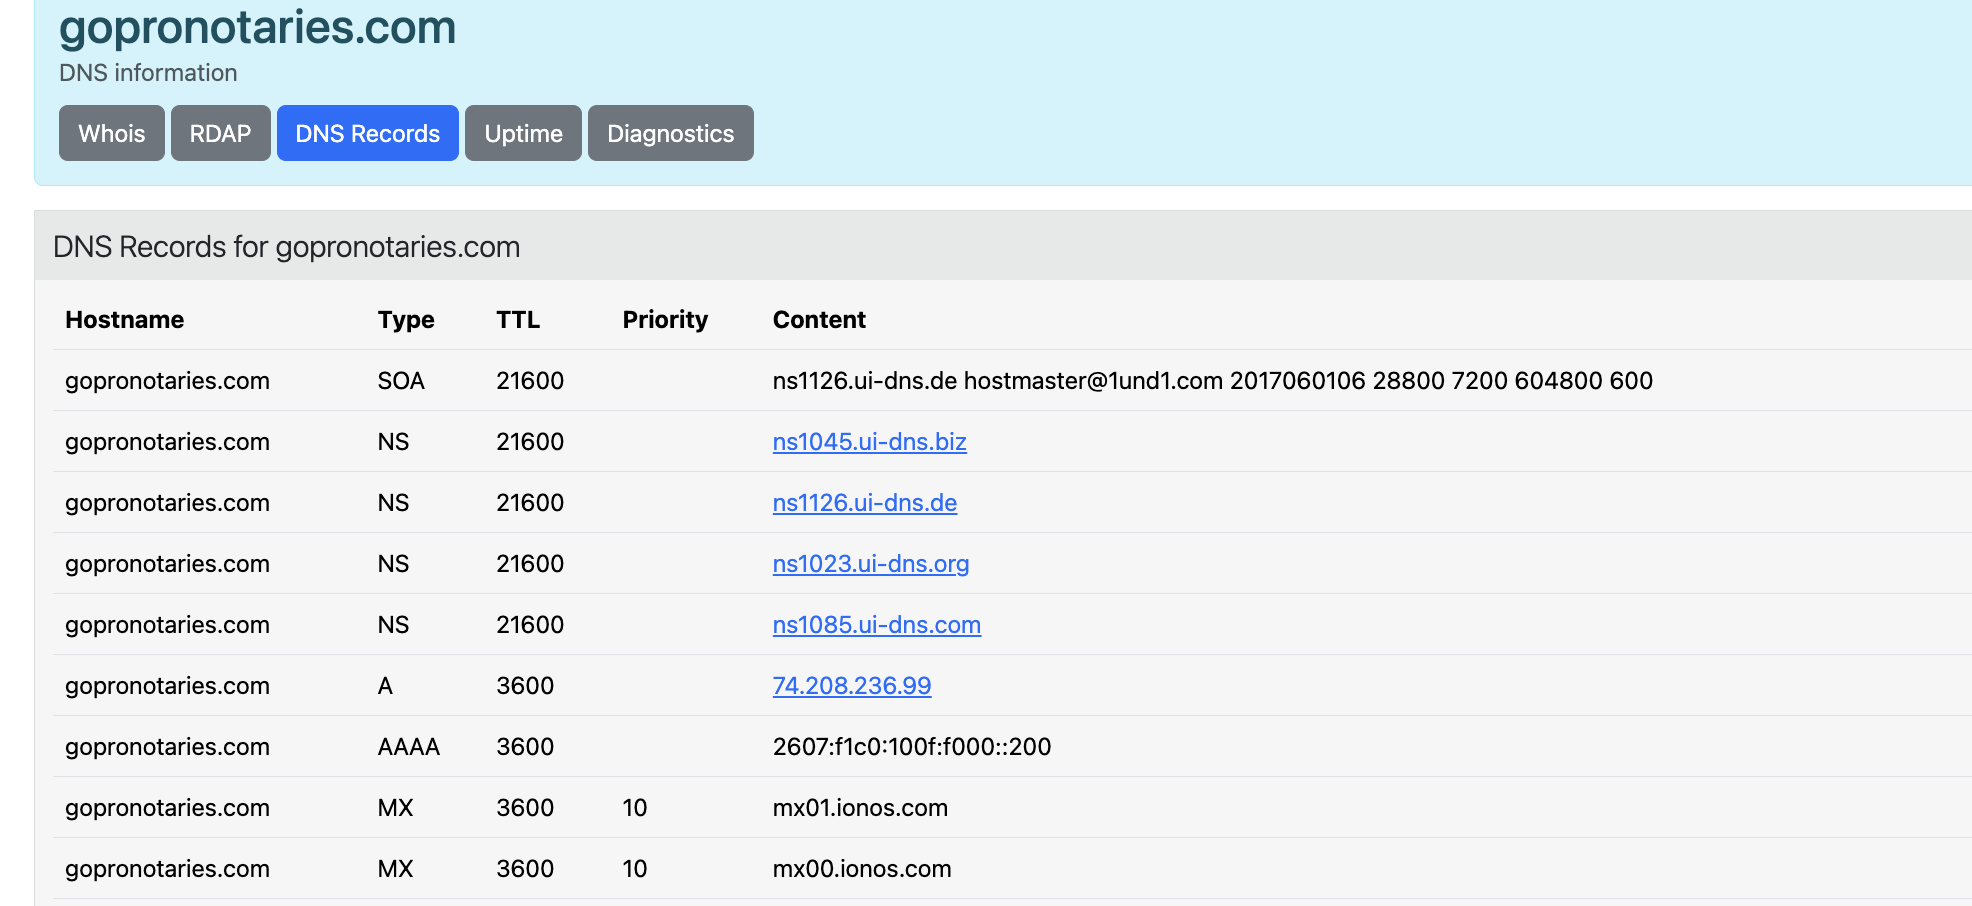 gopronotaries.com
DNS information
Whois RDAP DNS Records Uptime Diagnostics
DNS Records for gopronotaries.com
Hostname Type TTL Priority Content
gopronotaries.com SOA 21600 ns1126.ui-dns.de hostmaster@1und1.com 2017060106 28800 7200 604800 600
gopronotaries.com NS 21600 ns1045.ui-dns.biz
gopronotaries.com NS 21600 ns1126.ui-dns.de
gopronotaries.com NS 21600 ns1023.ui-dns.org
gopronotaries.com NS 21600 ns1085.ui-dns.com
gopronotaries.com A 3600 74.208.236.99
gopronotaries.com AAAA 3600 2607:f1c0:100f:f000::200
gopronotaries.com MX 3600 10 mx01.ionos.com
gopronotaries.com MX 3600 10 mx00.ionos.com